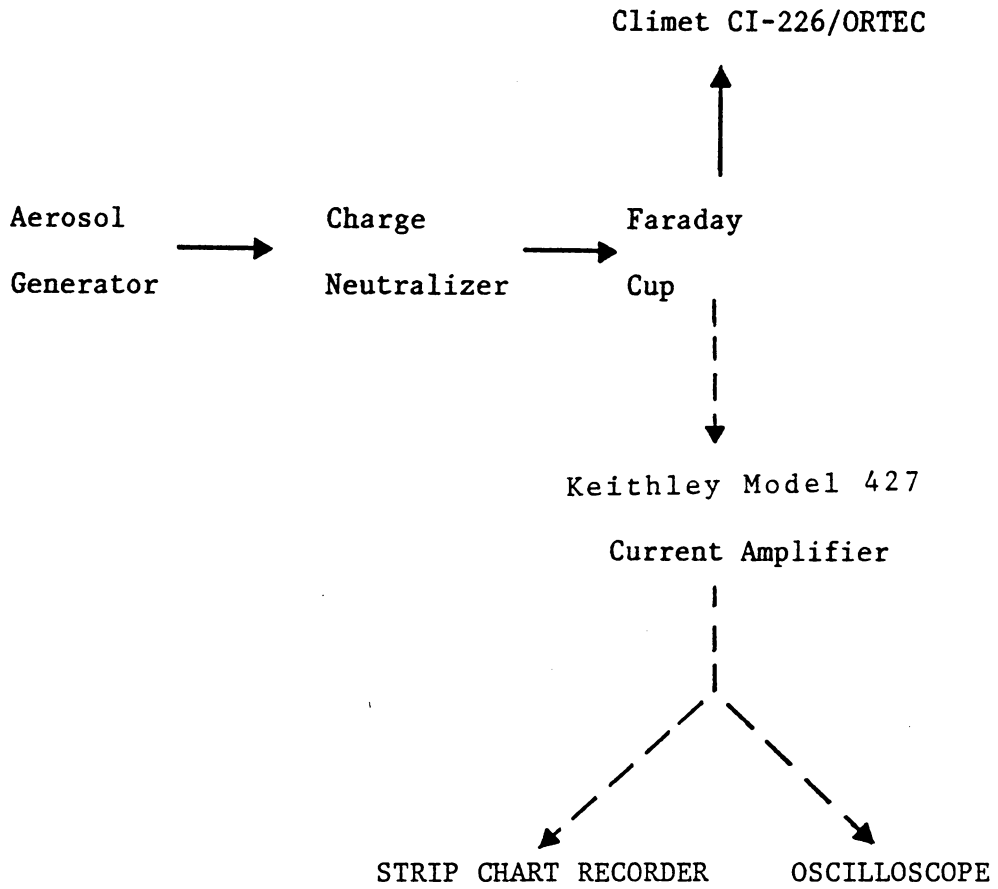 Climet CI-226/ORTEC
Aerosol
Generator
Charge
Neutralizer
Faraday
Cup
Keithley Model 427
Current Amplifier
STRIP CHART RECORDER
OSCILLOSCOPE